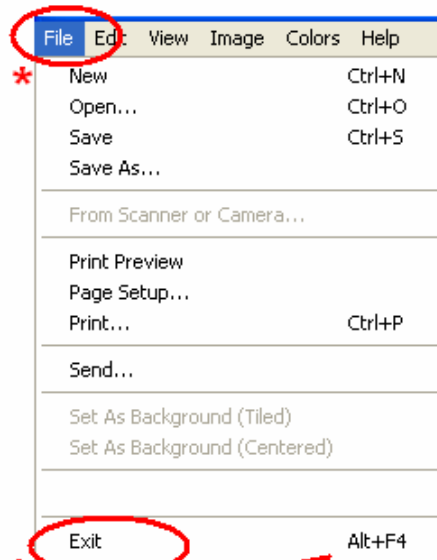 File Edit View Image Colors Help
* New Ctrl+N
Open... Ctrl+O
Save Ctrl+S
Save As...
From Scanner or Camera...
Print Preview
Page Setup...
Print... Ctrl+P
Send...
Set As Background (Tiled)
Set As Background (Centered)
Exit Alt+F4